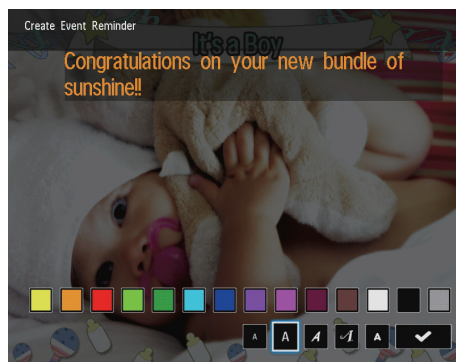 Create Event Reminder
It's a Boy
Congratulations on your new bundle of
sunshine!!
A A A A A